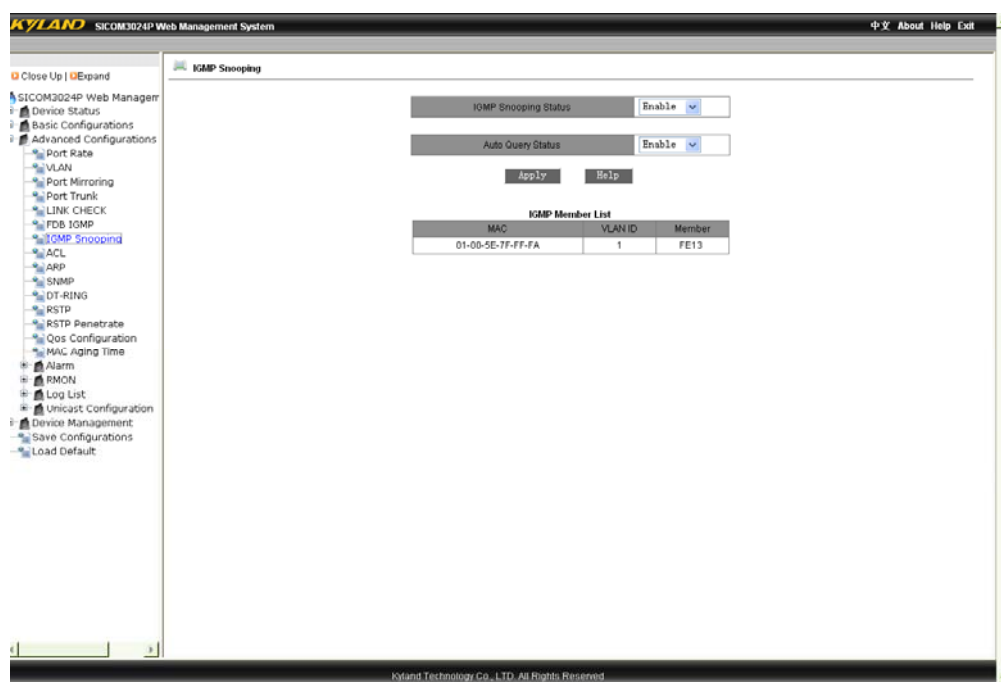 KYLAND SICOM3024P Web Management System 中文 About Help Exit
Close Up | Expand
SICOM3024P Web Managem
Device Status
Basic Configurations
Advanced Configurations
Port Rate
VLAN
Port Mirroring
Port Trunk
LINK CHECK
FDB IGMP
IGMP Snooping
ACL
ARP
SNMP
DT-RING
RSTP
RSTP Penetrate
Qos Configuration
MAC Aging Time
Alarm
RMON
Log List
Unicast Configuration
Device Management
Save Configurations
Load Default
IGMP Snooping
IGMP Snooping Status Enable
Auto Query Status Enable
Apply Help
IGMP Member List
MAC VLAN ID Member
01-00-5E-7F-FF-FA 1 FE13
Kyland Technology Co., LTD. All Rights Reserved